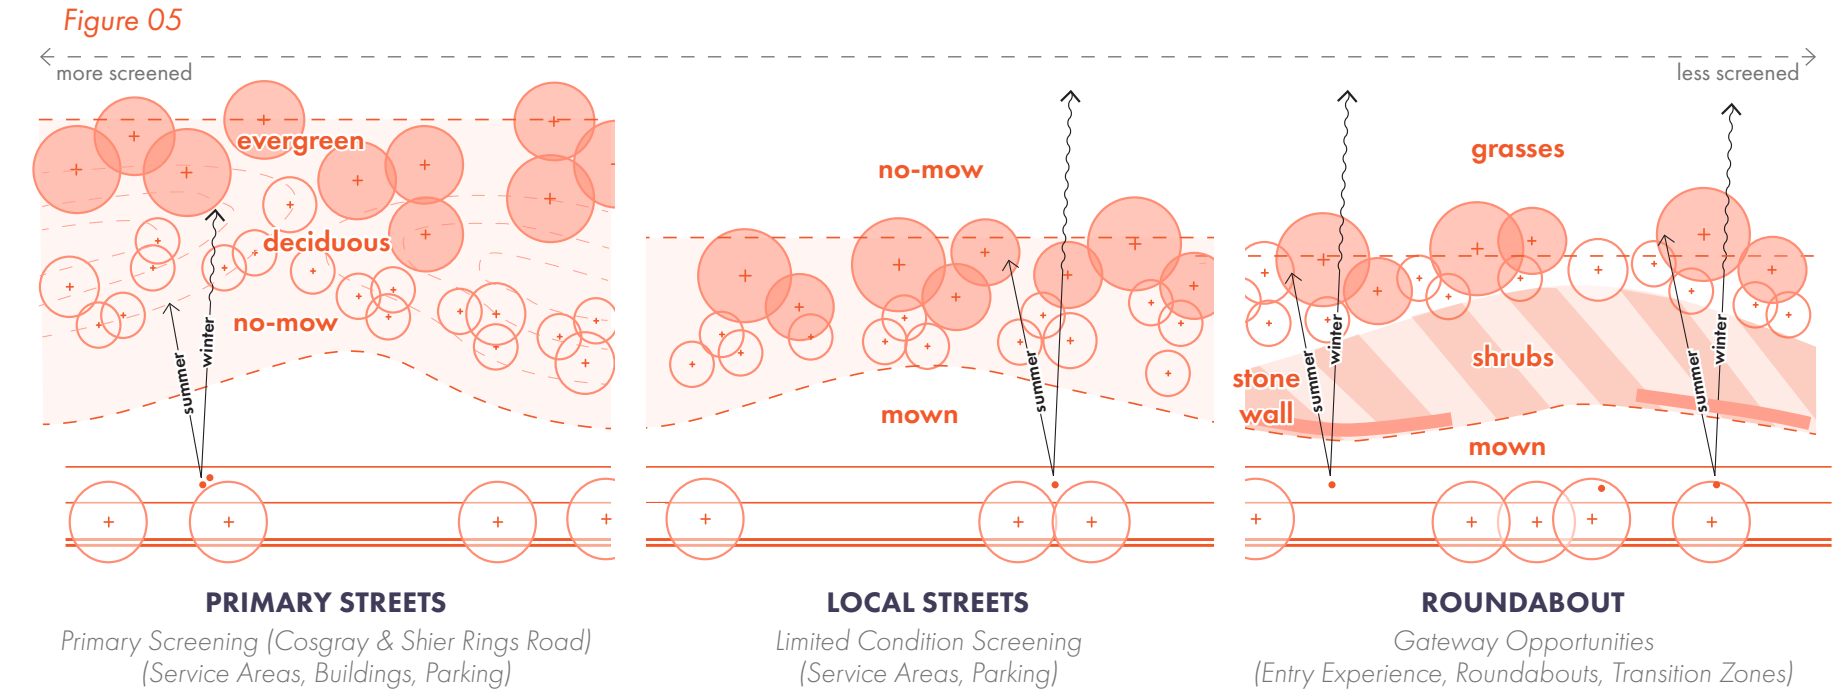 Figure 05
more screened
less screened
evergreen
deciduous
no-mow
summer
winter
no-mow
mown
summer
winter
grasses
shrubs
stone
wall
mown
summer
winter
summer
winter
PRIMARY STREETS
Primary Screening (Cosgray & Shier Rings Road)
(Service Areas, Buildings, Parking)
LOCAL STREETS
Limited Condition Screening
(Service Areas, Parking)
ROUNDABOUT
Gateway Opportunities
(Entry Experience, Roundabouts, Transition Zones)